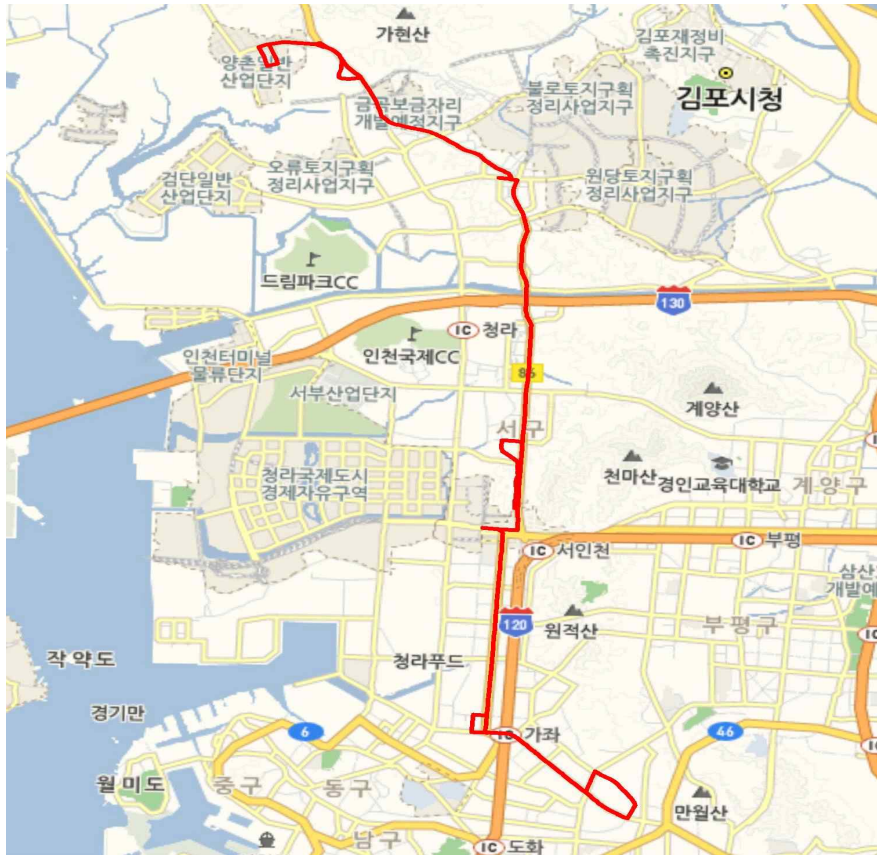 가현산
김포재정비
촉진지구
양촌일반
산업단지
김포시청
불로토지구획
정리사업지구
금곡보금자리
개발예정지구
검단일반
산업단지
오류토지구획
정리사업지구
원당토지구획
정리사업지구
드림파크CC
130
IC 청라
인천터미널
물류단지
인천국제CC
86
서부산업단지
계양산
서구
천마산
경인교육대학교
계양구
청라국제도시
경제자유구역
IC 서인천
IC 부평
삼산
개발예
120
원적산
부평구
작약도
청라푸드
경기만
6
IC 가좌
46
IC
월미도
중구
동구
만월산
남구
IC 도화